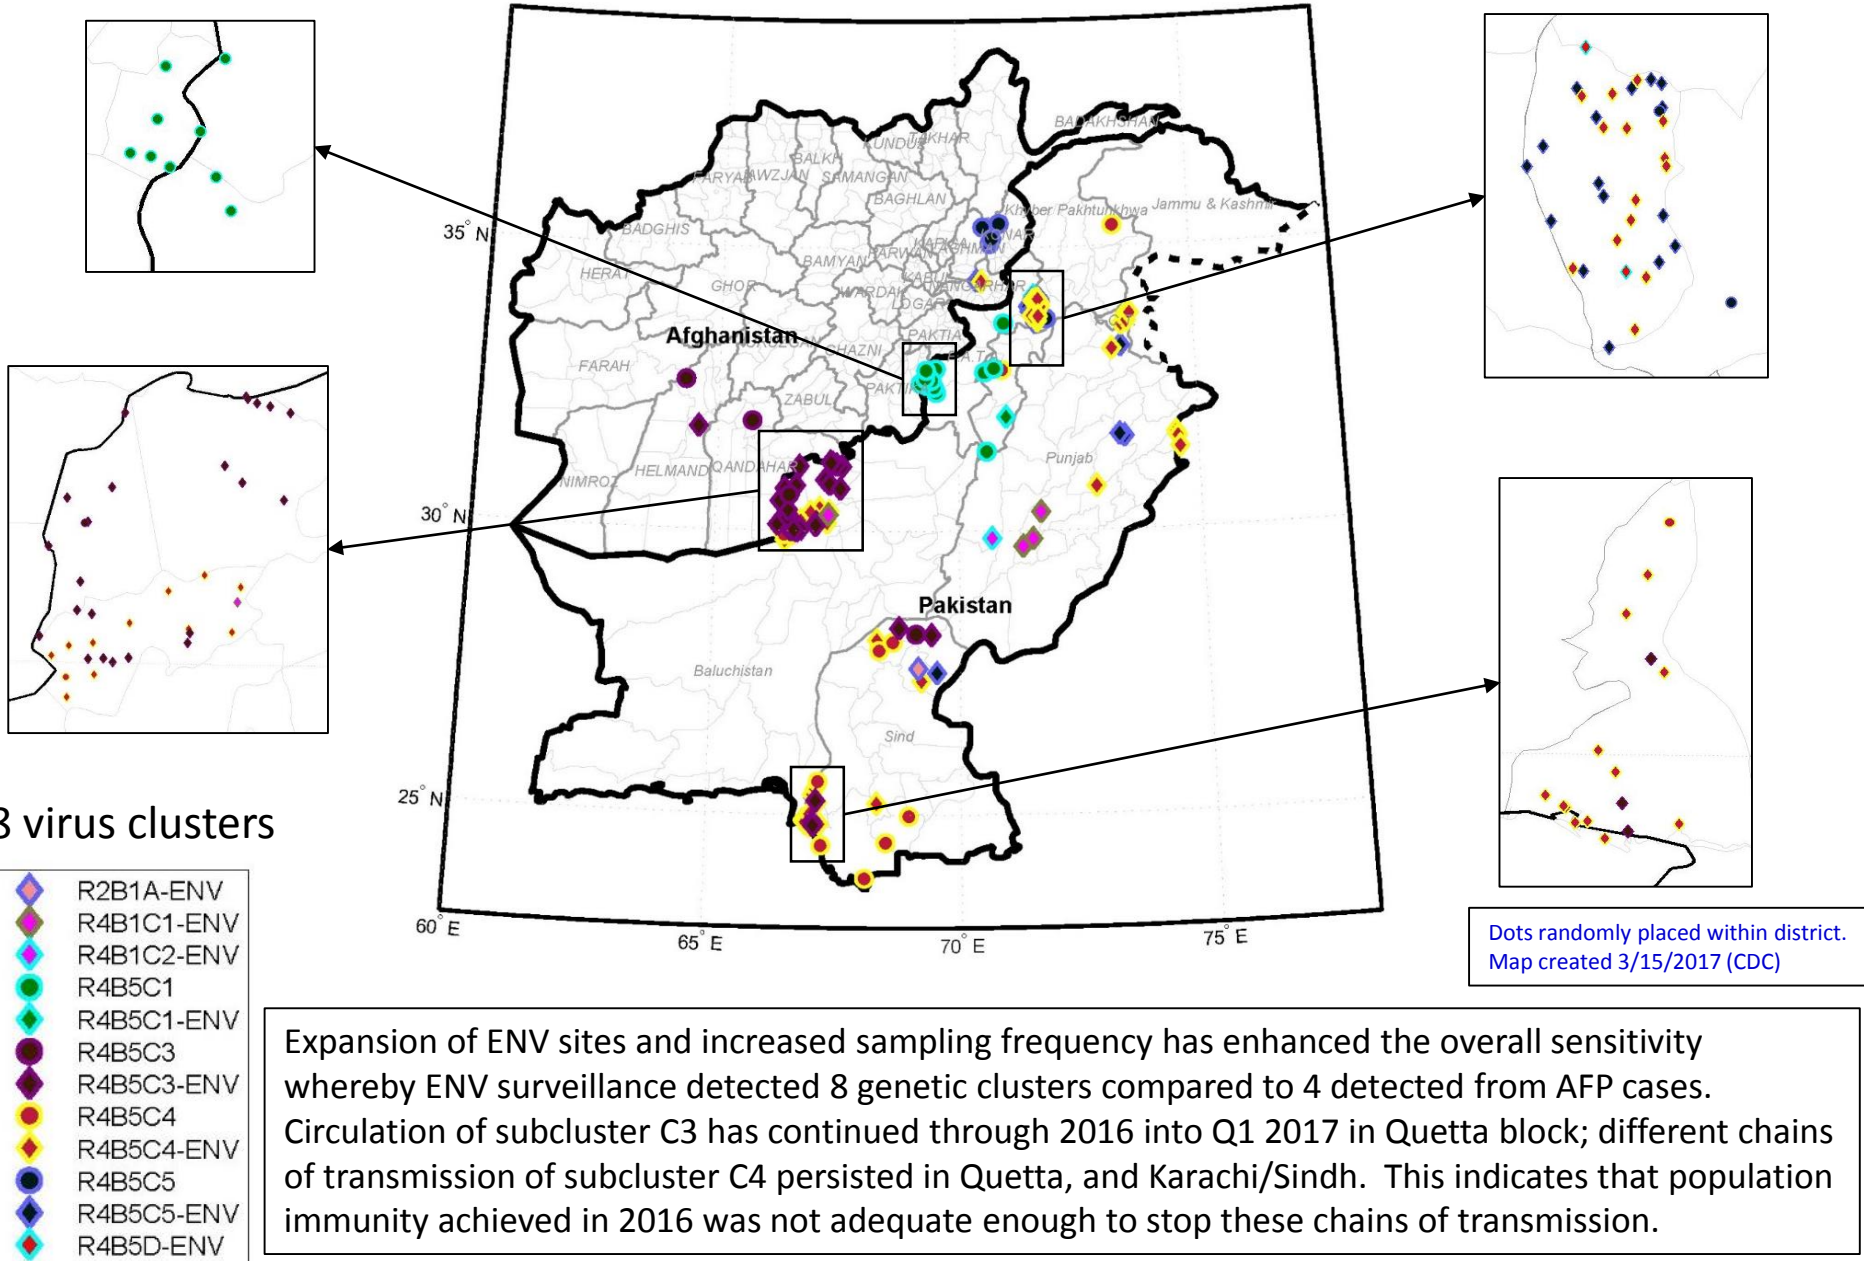 BADAKHSHAN
TAKHAR
BALKH
FARYAB
JAWZJAN
SAMANGAN
BAGHLAN
Khyber Pakhtunkhwa
Jammu & Kashmir
35° N
BADGHIS
BAMYAN
PARWAN
HERAT
GHOR
WARDAK
LOGAR
Afghanistan
PAKTIA
GHAZNI
FARAH
ZABUL
Punjab
HELMAND
QANDAHAR
NIMROZ
30° N
Pakistan
Baluchistan
Sind
25° N
60° E
65° E
70° E
75° E
8 virus clusters
R2B1A-ENV
R4B1C1-ENV
R4B1C2-ENV
R4B5C1
R4B5C1-ENV
R4B5C3
R4B5C3-ENV
R4B5C4
R4B5C4-ENV
R4B5C5
R4B5C5-ENV
R4B5D-ENV
Dots randomly placed within district.
Map created 3/15/2017 (CDC)
Expansion of ENV sites and increased sampling frequency has enhanced the overall sensitivity
whereby ENV surveillance detected 8 genetic clusters compared to 4 detected from AFP cases.
Circulation of subcluster C3 has continued through 2016 into Q1 2017 in Quetta block; different chains
of transmission of subcluster C4 persisted in Quetta, and Karachi/Sindh.  This indicates that population
immunity achieved in 2016 was not adequate enough to stop these chains of transmission.